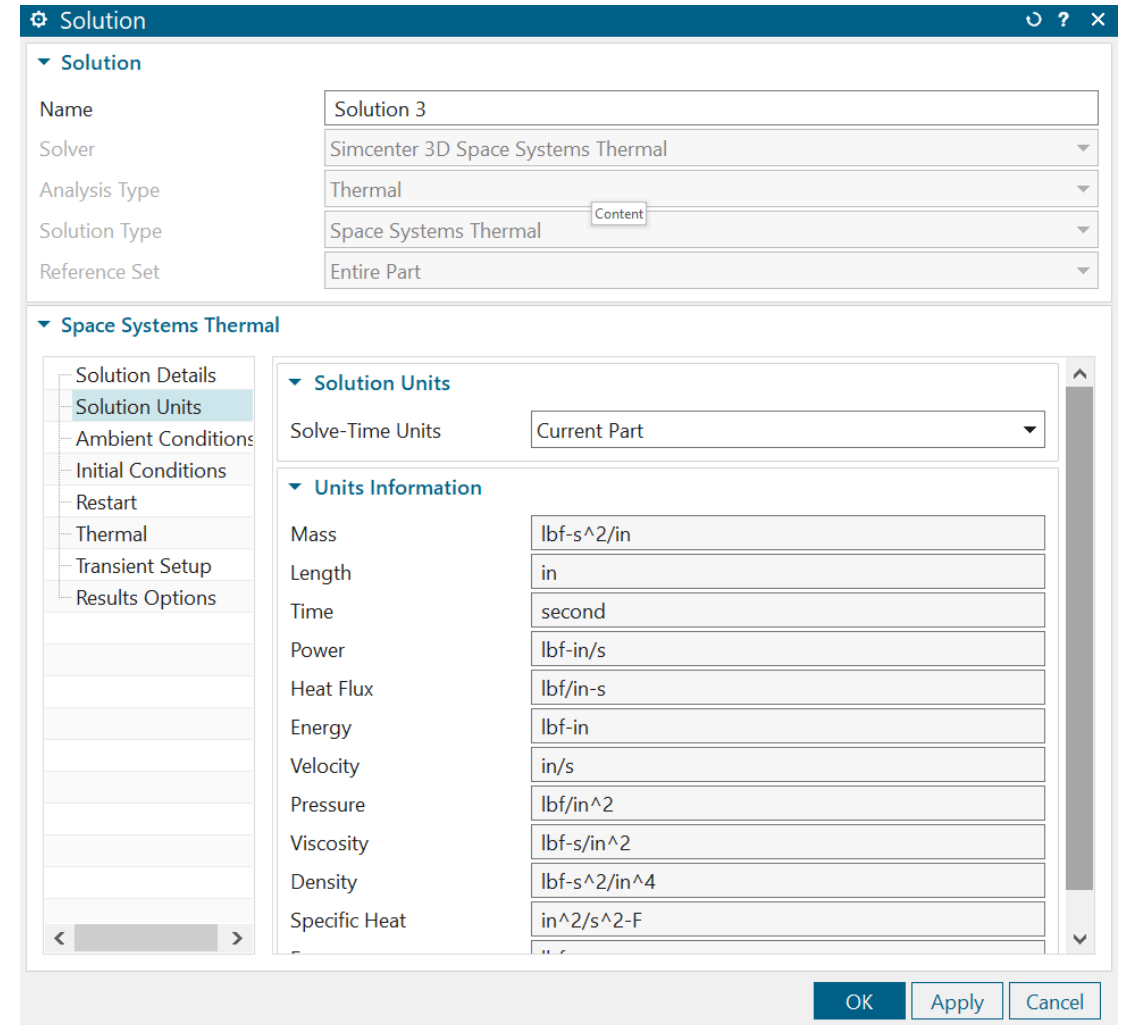 Solution
Solution
Name Solution 3
Solver Simcenter 3D Space Systems Thermal
Analysis Type Thermal
Content
Solution Type Space Systems Thermal
Reference Set Entire Part
Space Systems Thermal
Solution Details
Solution Units
Ambient Conditions
Initial Conditions
Restart
Thermal
Transient Setup
Results Options
Solution Units
Solve-Time Units Current Part
Units Information
Mass lbf-s^2/in
Length in
Time second
Power lbf-in/s
Heat Flux lbf/in-s
Energy lbf-in
Velocity in/s
Pressure lbf/in^2
Viscosity lbf-s/in^2
Density lbf-s^2/in^4
Specific Heat in^2/s^2-F
OK Apply Cancel